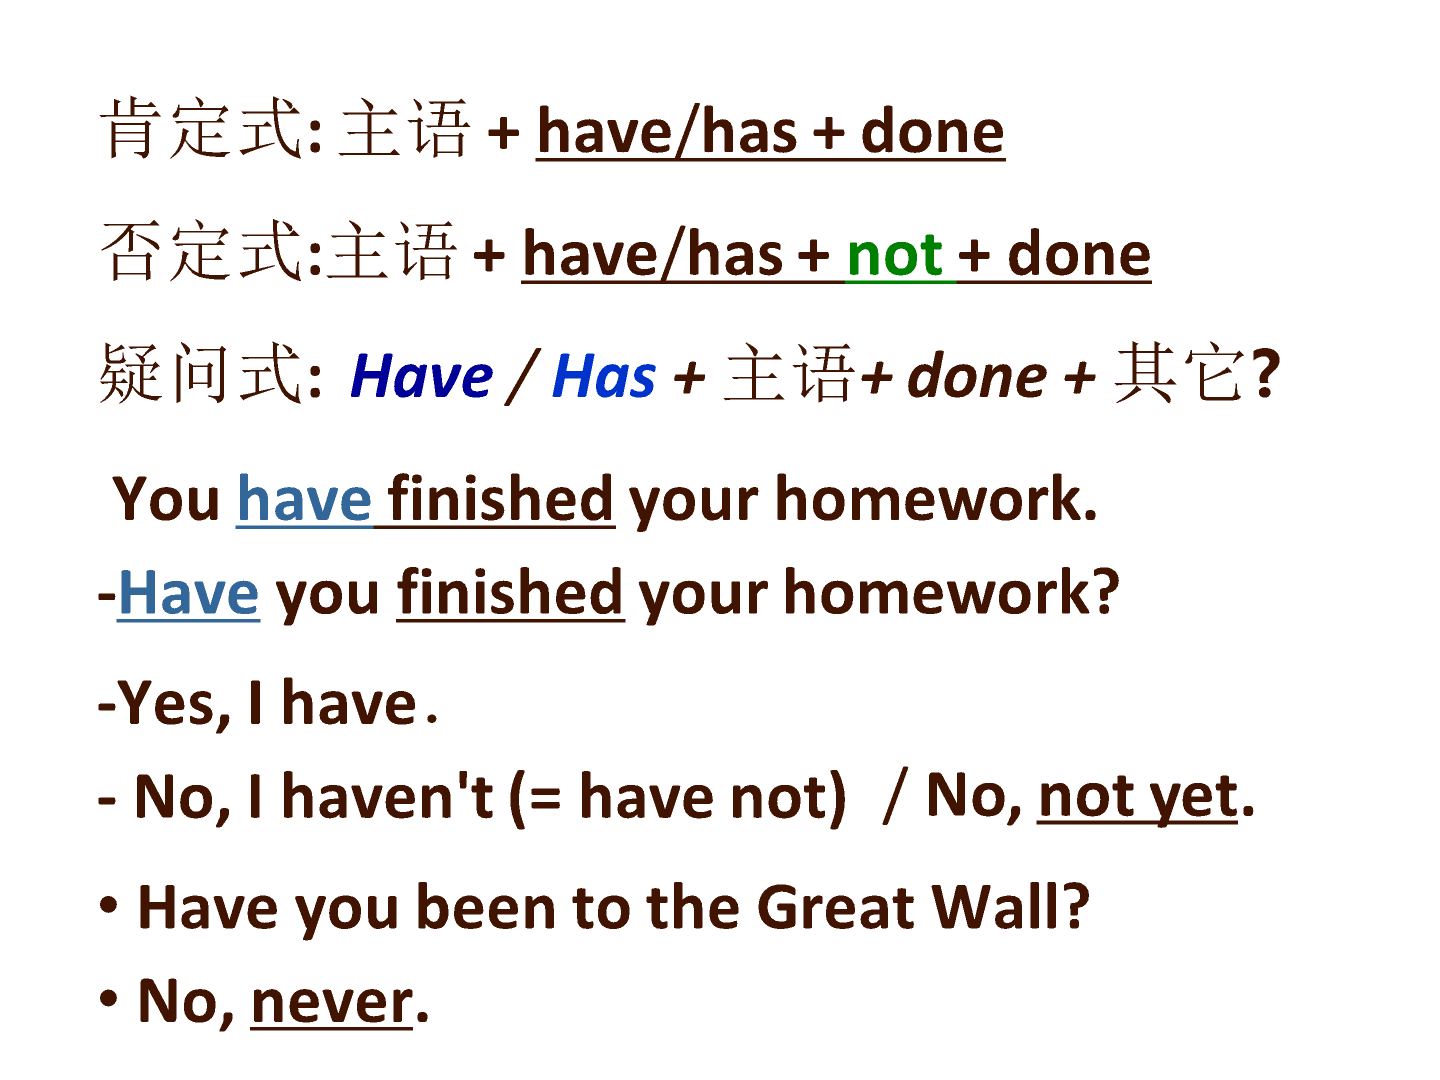 肯定式: 主语 + have/has + done
否定式:主语 + have/has + not + done
疑问式: Have / Has + 主语+ done + 其它?
You have finished your homework.
-Have you finished your homework?
-Yes, I have.
- No, I haven't (= have not) / No, not yet.
• Have you been to the Great Wall?
• No, never.